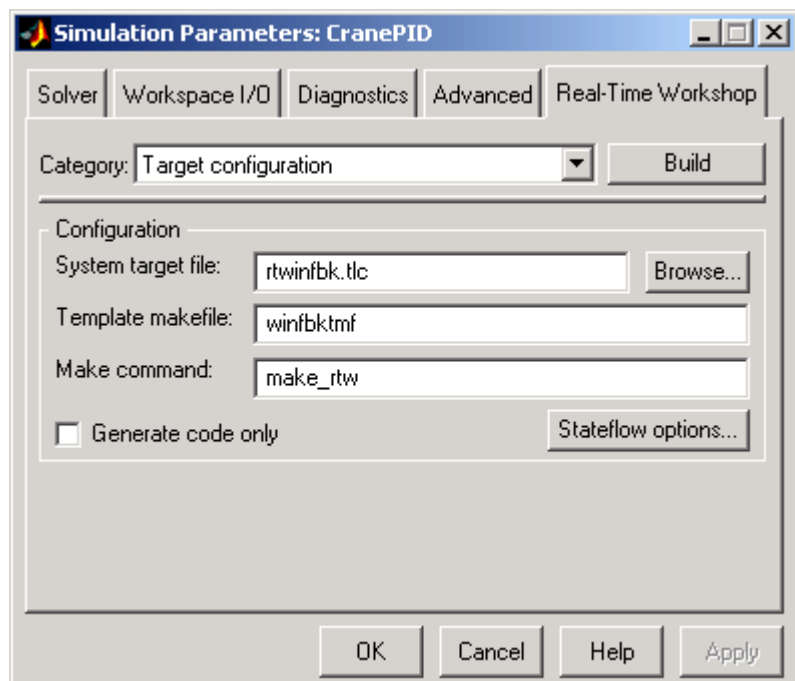 Simulation Parameters: CranePID
Solver Workspace I/O Diagnostics Advanced Real-Time Workshop
Category: Target configuration Build
Configuration
System target file: rtwinfbk.tlc Browse...
Template makefile: winfbktmf
Make command: make_rtw
Generate code only Stateflow options...
OK Cancel Help Apply